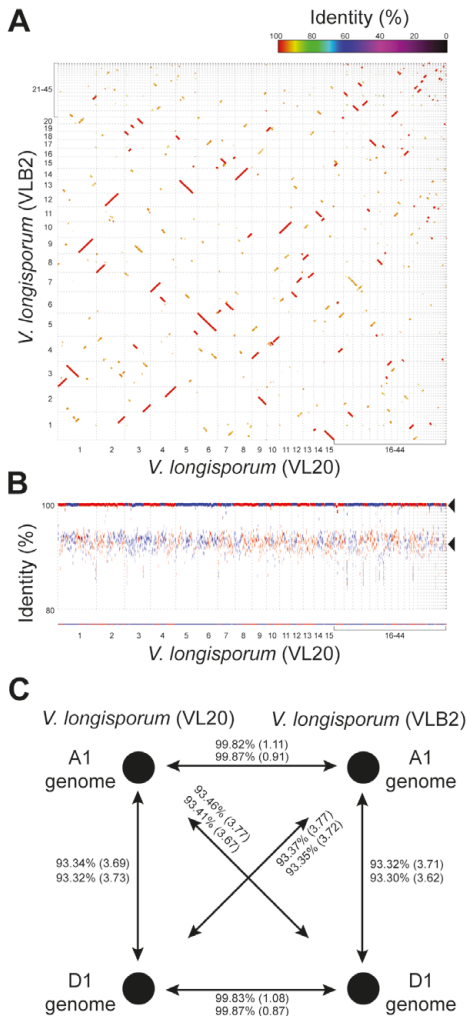 A
Identity (%)
100 80 60 40 20 0
21-45
20
19
18
17
16
15
14
13
12
11
10
9
8
7
6
5
4
3
2
1
V. longisporum (VLB2)
1 2 3 4 5 6 7 8 9 10 11 12 13 14 15 16-44
V. longisporum (VL20)
B
100
80
Identity (%)
1 2 3 4 5 6 7 8 9 10 11 12 13 14 15 16-44
V. longisporum (VL20)
C
V. longisporum (VL20) V. longisporum (VLB2)
A1
genome
99.82% (1.11)
99.87% (0.91)
A1
genome
93.46% (3.77)
93.41% (3.67)
93.37% (3.77)
93.35% (3.72)
93.34% (3.69)
93.32% (3.73)
93.32% (3.71)
93.30% (3.62)
D1
genome
99.83% (1.08)
99.87% (0.87)
D1
genome